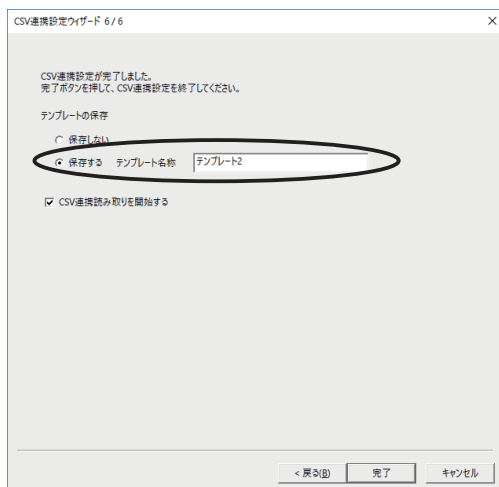 CSV連携設定ウィザード 6 / 6
CSV連携設定が完了しました。
完了ボタンを押して、CSV連携設定を終了してください。
テンプレートの保存
保存しない
保存する テンプレート名称 テンプレート2
CSV連携読み取りを開始する
< 戻る(B) 完了 キャンセル